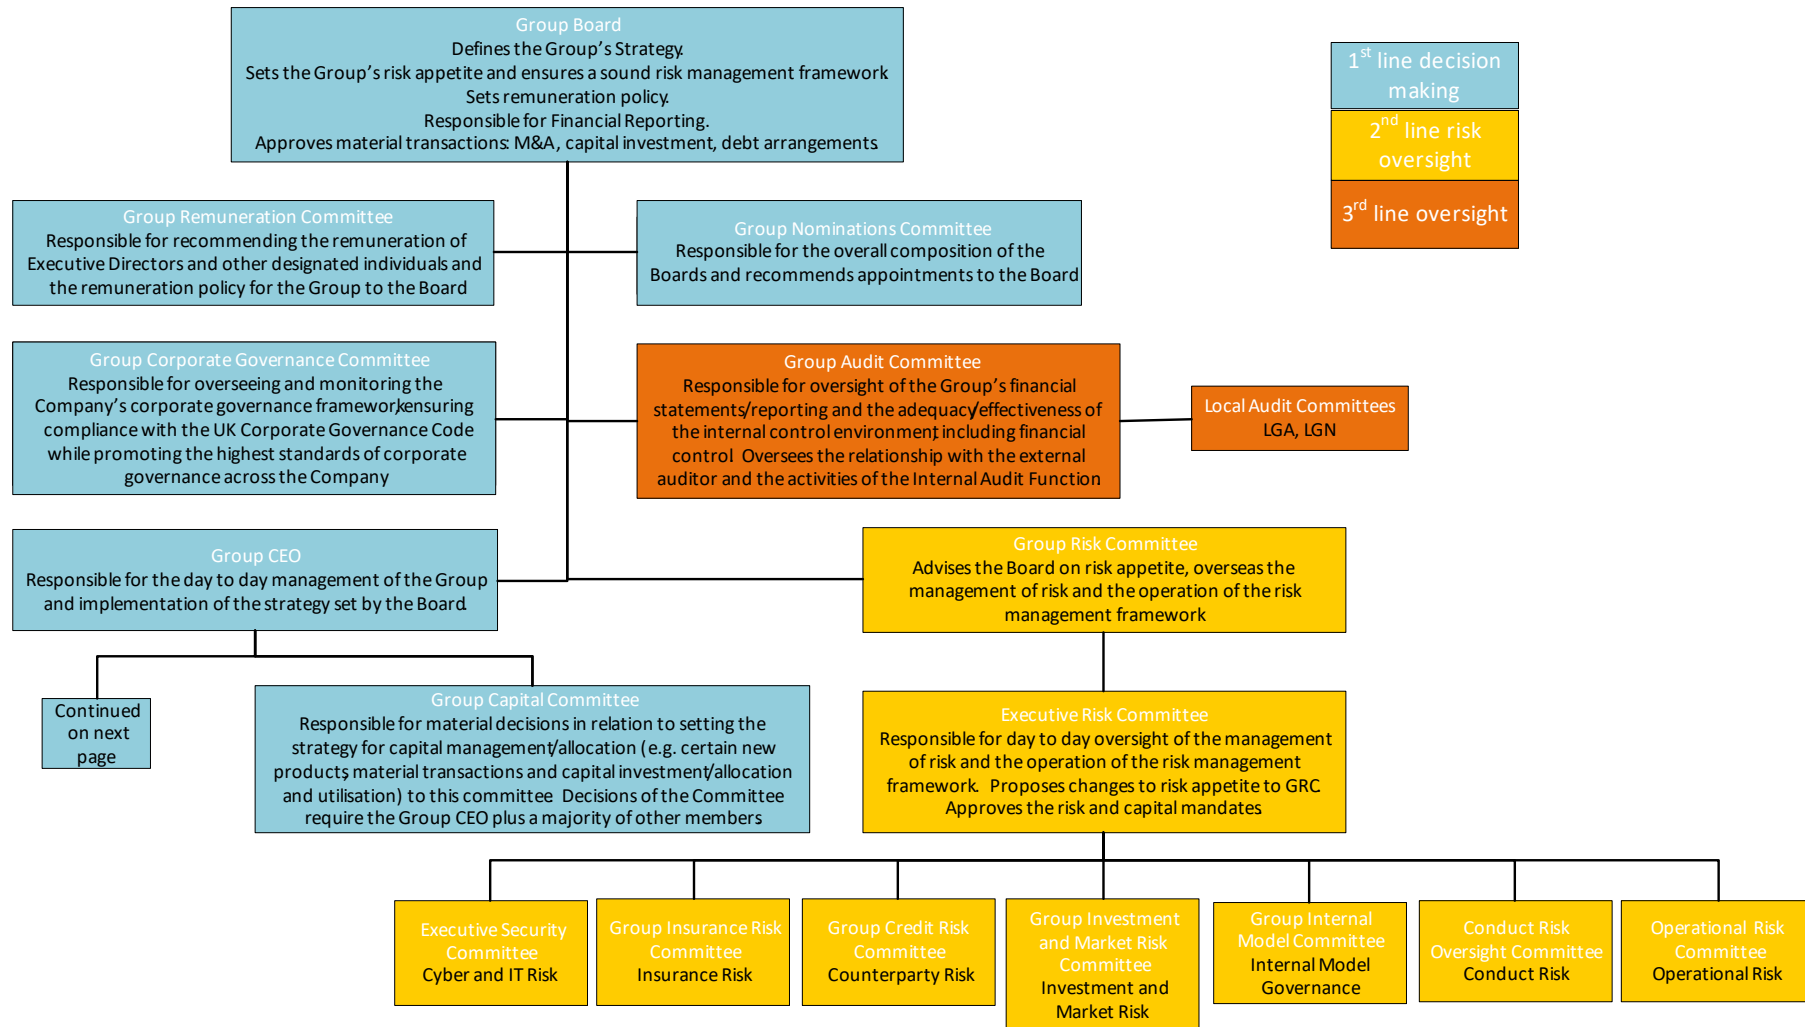 Group Board
Defines the Group's Strategy.
Sets the Group's risk appetite and ensures a sound risk management framework
Sets remuneration policy.
Responsible for Financial Reporting.
Approves material transactions: M&A, capital investment, debt arrangements.
1st line decision
making
2nd line risk
oversight
3rd line oversight
Group Remuneration Committee
Responsible for recommending the remuneration of
Executive Directors and other designated individuals and
the remuneration policy for the Group to the Board
Group Nominations Committee
Responsible for the overall composition of the
Boards and recommends appointments to the Board
Group Corporate Governance Committee
Responsible for overseeing and monitoring the
Company's corporate governance framework, ensuring
compliance with the UK Corporate Governance Code
while promoting the highest standards of corporate
governance across the Company
Group Audit Committee
Responsible for oversight of the Group's financial
statements/reporting and the adequacy/effectiveness of
the internal control environment, including financial
control. Oversees the relationship with the external
auditor and the activities of the Internal Audit Function
Local Audit Committees
LGA, LGN
Group CEO
Responsible for the day to day management of the Group
and implementation of the strategy set by the Board.
Group Risk Committee
Advises the Board on risk appetite, overseas the
management of risk and the operation of the risk
management framework
Continued
on next
page
Group Capital Committee
Responsible for material decisions in relation to setting the
strategy for capital management/allocation (e.g. certain new
products, material transactions and capital investment/allocation
and utilisation) to this committee. Decisions of the Committee
require the Group CEO plus a majority of other members.
Executive Risk Committee
Responsible for day to day oversight of the management
of risk and the operation of the risk management
framework. Proposes changes to risk appetite to GRC.
Approves the risk and capital mandates.
Executive Security
Committee
Cyber and IT Risk
Group Insurance Risk
Committee
Insurance Risk
Group Credit Risk
Committee
Counterparty Risk
Group Investment
and Market Risk
Committee
Investment and
Market Risk
Group Internal
Model Committee
Internal Model
Governance
Conduct Risk
Oversight Committee
Conduct Risk
Operational Risk
Committee
Operational Risk